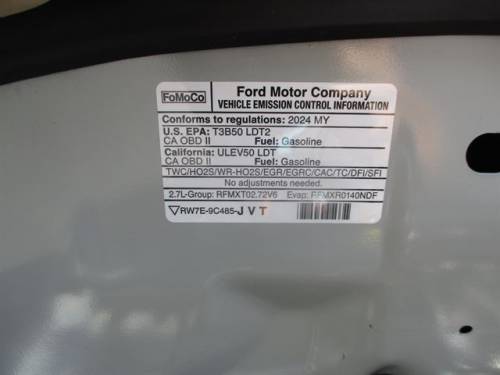 FoMoCo
Ford Motor Company
VEHICLE EMISSION CONTROL INFORMATION
Conforms to regulations: 2024 MY
U.S. EPA: T3B50 LDT2
CA OBD II Fuel: Gasoline
California: ULEV50 LDT
CA OBD II Fuel: Gasoline
TWC/HO2S/WR-HO2S/EGR/EGRC/CAC/TC/DFI/SFI
No adjustments needed.
2.7L-Group: RFMXT02.72V6 Evap: RFMXR0140NDF
RW7E-9C485-JVT